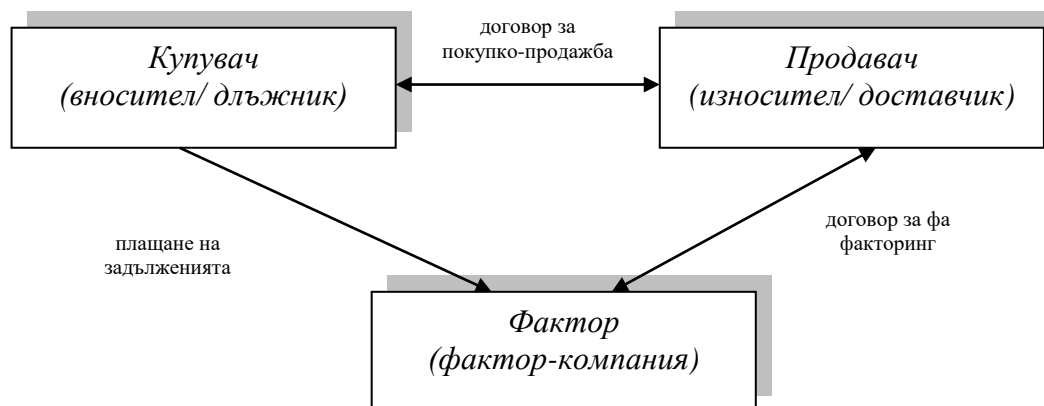 договор за
покупко-продажба
Купувач
(вносител/ длъжник)
Продавач
(износител/ доставчик)
плащане на
задълженията
договор за фа
факторинг
Фактор
(фактор-компания)